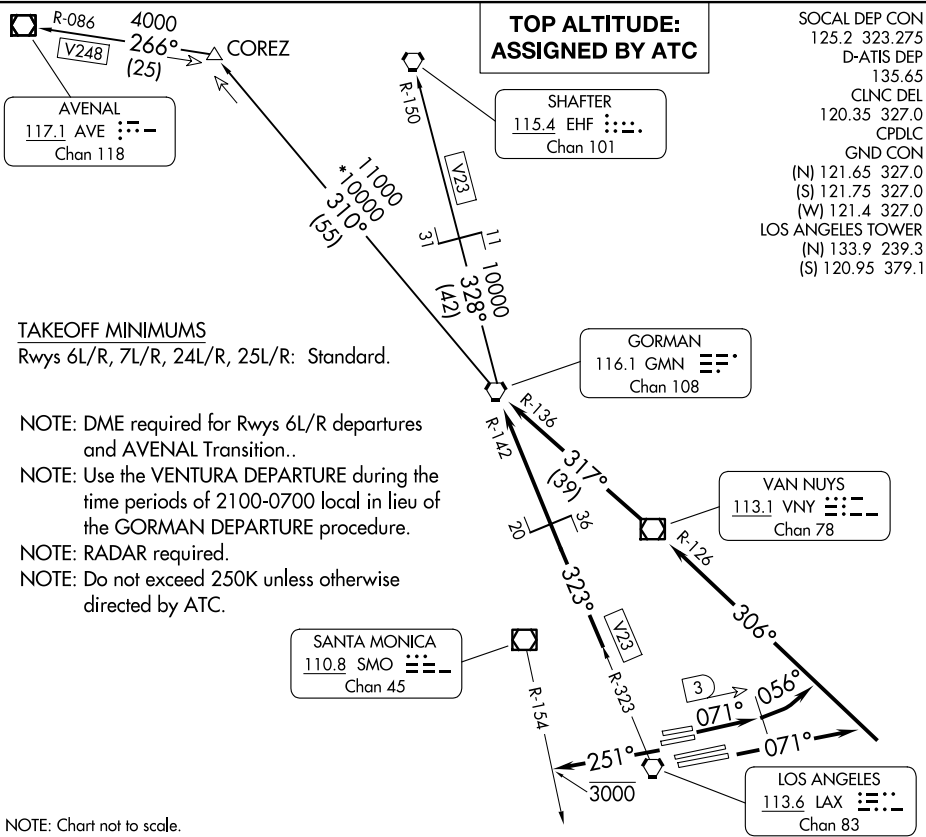 TOP ALTITUDE:
ASSIGNED BY ATC
SOCAL DEP CON
125.2 323.275
D-ATIS DEP
135.65
CLNC DEL
120.35 327.0
CPDLC
GND CON
(N) 121.65 327.0
(S) 121.75 327.0
(W) 121.4 327.0
LOS ANGELES TOWER
(N) 133.9 239.3
(S) 120.95 379.1
R-086
4000
266°
V248
(25)
COREZ
AVENAL
117.1 AVE
Chan 118
R-150
SHAFTER
115.4 EHF
Chan 101
V23
11000
*10000
310°
(55)
31
11
10000
328°
(42)
TAKEOFF MINIMUMS
Rwys 6L/R, 7L/R, 24L/R, 25L/R: Standard.
GORMAN
116.1 GMN
Chan 108
NOTE: DME required for Rwys 6L/R departures
and AVENAL Transition..
NOTE: Use the VENTURA DEPARTURE during the
time periods of 2100-0700 local in lieu of
the GORMAN DEPARTURE procedure.
NOTE: RADAR required.
NOTE: Do not exceed 250K unless otherwise
directed by ATC.
R-136
R-142
317°
(39)
VAN NUYS
113.1 VNY
Chan 78
20
36
R-126
323°
V23
306°
SANTA MONICA
110.8 SMO
Chan 45
R-154
R-323
3
071°
056°
251°
071°
3000
LOS ANGELES
113.6 LAX
Chan 83
NOTE: Chart not to scale.